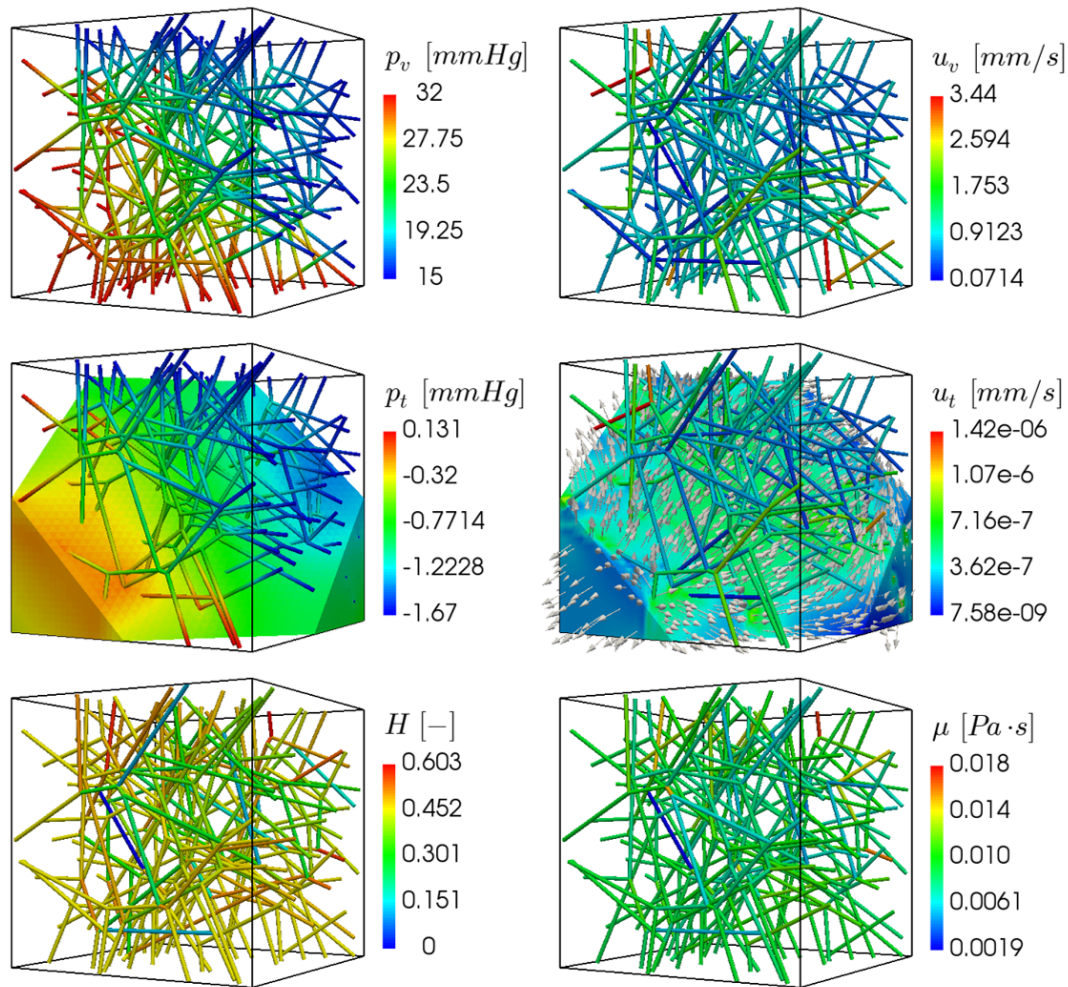 p_v [mmHg]
32
27.75
23.5
19.25
15
u_v [mm/s]
3.44
2.594
1.753
0.9123
0.0714
p_t [mmHg]
0.131
-0.32
-0.7714
-1.2228
-1.67
u_t [mm/s]
1.42e-06
1.07e-6
7.16e-7
3.62e-7
7.58e-09
H [−]
0.603
0.452
0.301
0.151
0
μ [Pa·s]
0.018
0.014
0.010
0.0061
0.0019